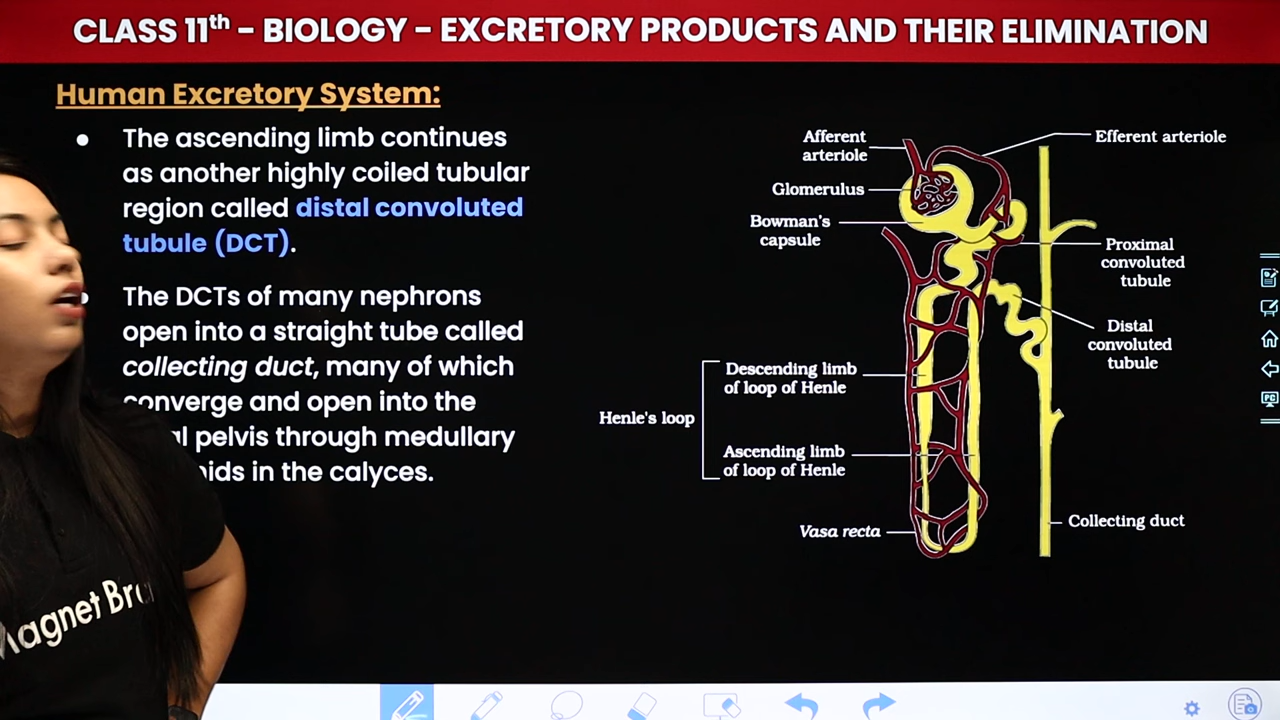 CLASS 11th – BIOLOGY – EXCRETORY PRODUCTS AND THEIR ELIMINATION
Human Excretory System:
● The ascending limb continues
as another highly coiled tubular
region called distal convoluted
tubule (DCT).
The DCTs of many nephrons
open into a straight tube called
collecting duct, many of which
converge and open into the
pelvis through medullary
in the calyces.
Afferent
arteriole
Efferent arteriole
Glomerulus
Bowman's
capsule
Proximal
convoluted
tubule
Distal
convoluted
tubule
Descending limb
of loop of Henle
Henle's loop
Ascending limb
of loop of Henle
Vasa recta
Collecting duct
Magnet
PC